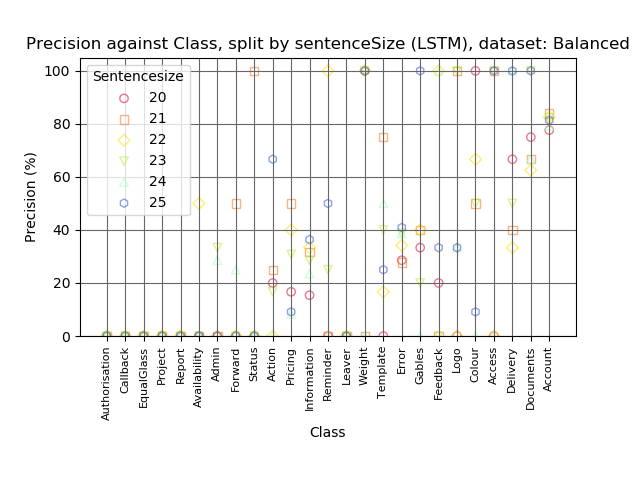 Precision against Class, split by sentenceSize (LSTM), dataset: Balanced
Precision (%)
100
80
60
40
20
0
Sentencesize
20
21
22
23
24
25
Authorisation
Callback
EqualGlass
Project
Report
Availability
Admin
Forward
Status
Action
Pricing
Information
Reminder
Leaver
Weight
Template
Error
Gables
Feedback
Logo
Colour
Access
Delivery
Documents
Account
Class